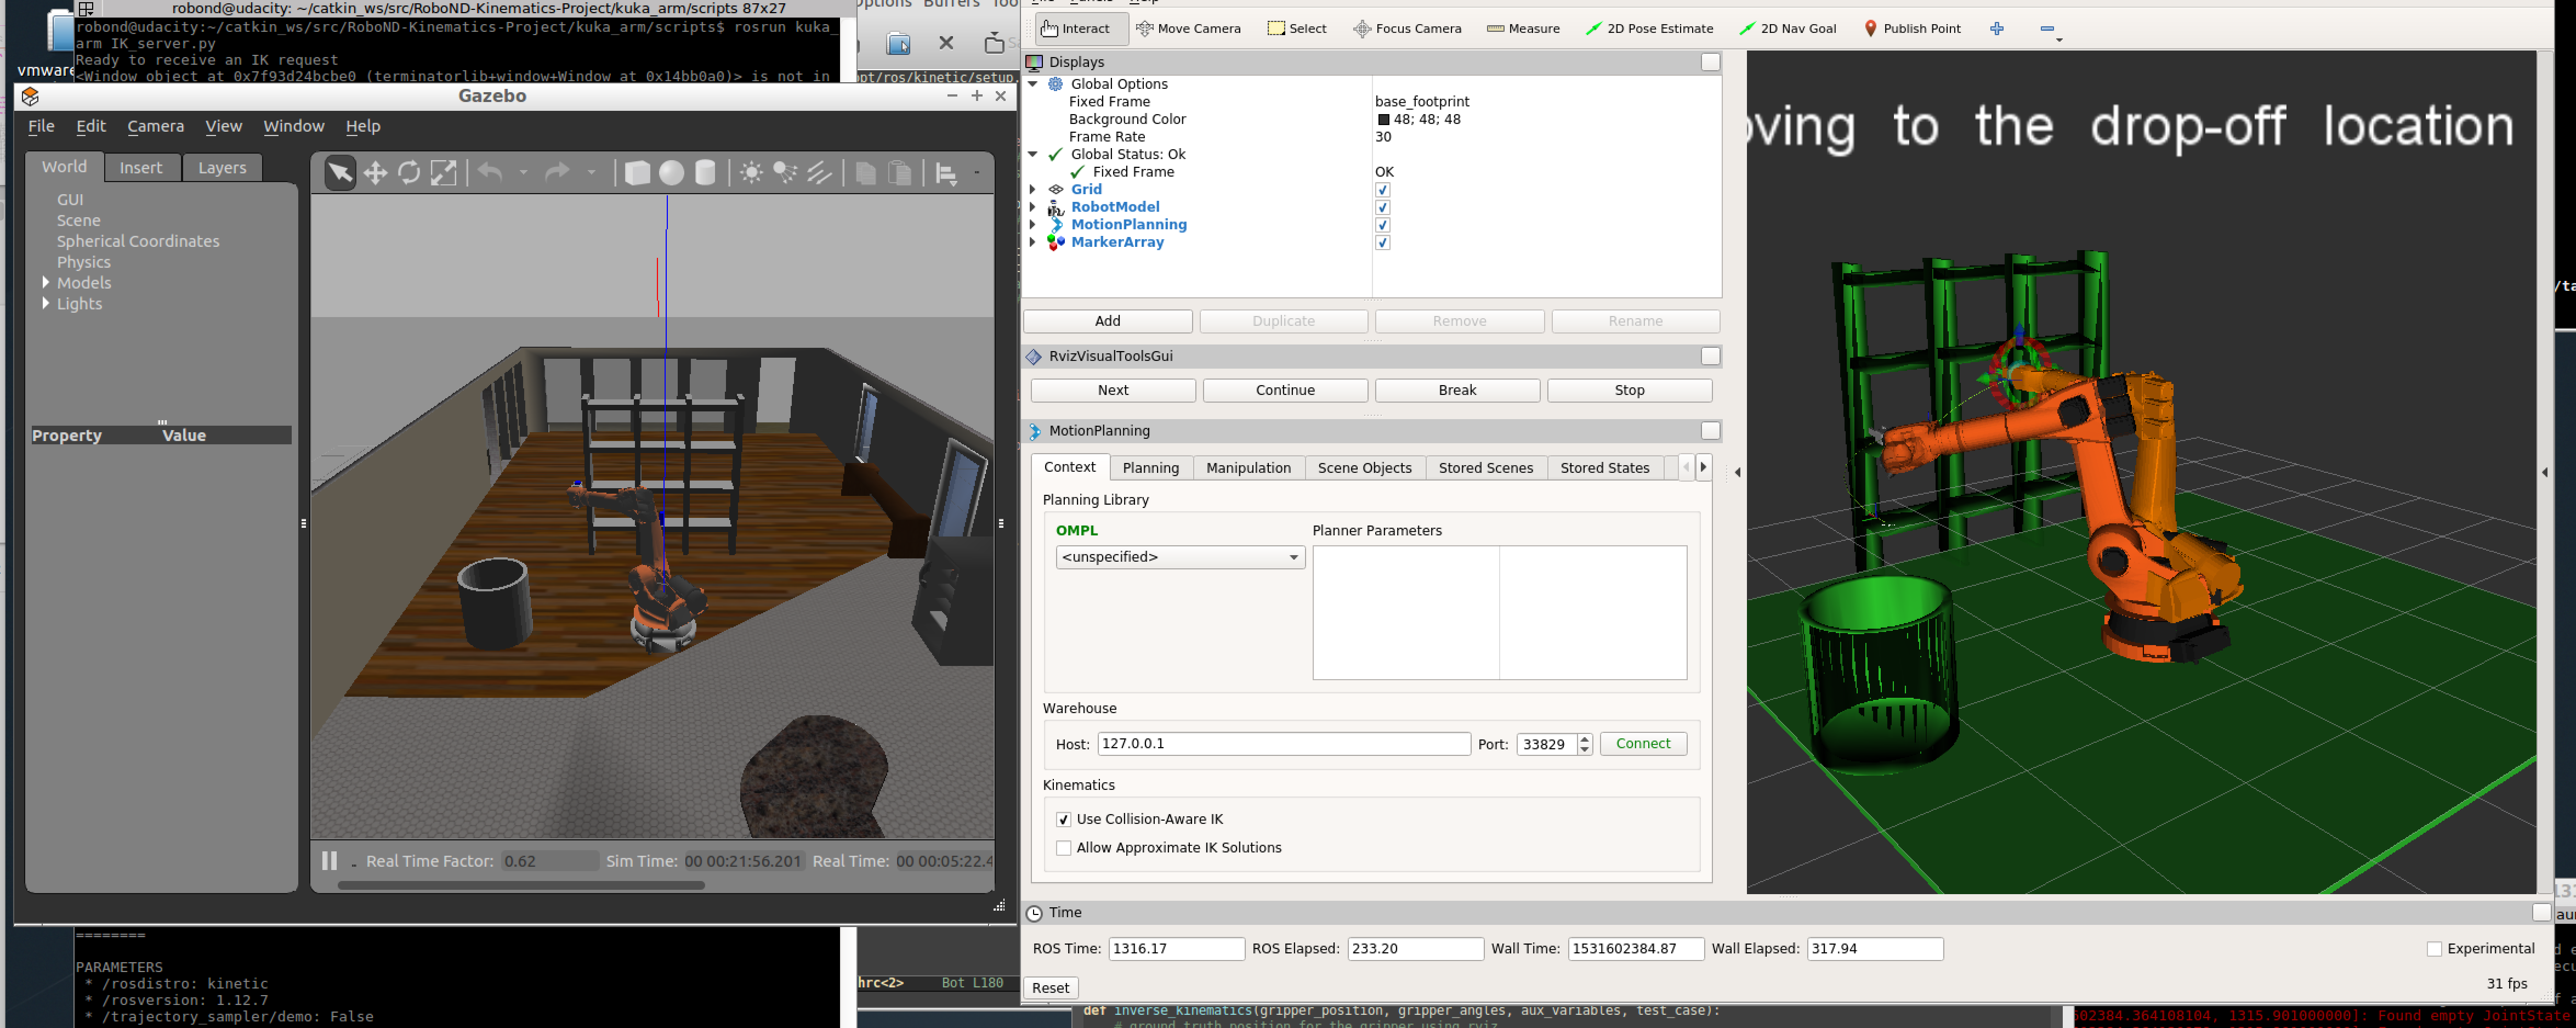 robond@udacity: ~/catkin_ws/src/RoboND-Kinematics-Project/kuka_arm/scripts 87x27
robond@udacity:~/catkin_ws/src/RoboND-Kinematics-Project/kuka_arm/scripts$ rosrun kuka_
arm IK_server.py
Ready to receive an IK request
<Window object at 0x7f93d24bcbe0 (terminatorlib+window+Window at 0x14bb0a0)> is not in
vmware
Options Buffers
pt/ros/kinetic/setup.
Gazebo
File Edit Camera View Window Help
World Insert Layers
GUI
Scene
Spherical Coordinates
Physics
Models
Lights
Property Value
Real Time Factor: 0.62 Sim Time: 00 00:21:56.201 Real Time: 00 00:05:22.4
========
PARAMETERS
* /rosdistro: kinetic
* /rosversion: 1.12.7
* /trajectory_sampler/demo: False
hrc<2> Bot L180
Interact Move Camera Select Focus Camera Measure 2D Pose Estimate 2D Nav Goal Publish Point
Displays
Global Options
Fixed Frame base_footprint
Background Color 48; 48; 48
Frame Rate 30
Global Status: Ok
Fixed Frame OK
Grid
RobotModel
MotionPlanning
MarkerArray
Add Duplicate Remove Rename
RvizVisualToolsGui
Next Continue Break Stop
MotionPlanning
Context Planning Manipulation Scene Objects Stored Scenes Stored States
Planning Library
OMPL Planner Parameters
<unspecified>
Warehouse
Host: 127.0.0.1 Port: 33829 Connect
Kinematics
Use Collision-Aware IK
Allow Approximate IK Solutions
oving to the drop-off location
Time
ROS Time: 1316.17 ROS Elapsed: 233.20 Wall Time: 1531602384.87 Wall Elapsed: 317.94 Experimental
Reset 31 fps
def inverse_kinematics(gripper_position, gripper_angles, aux_variables, test_case):
# ground truth position for the gripper using rviz
602384.364108104, 1315.901000000]: Found empty JointState